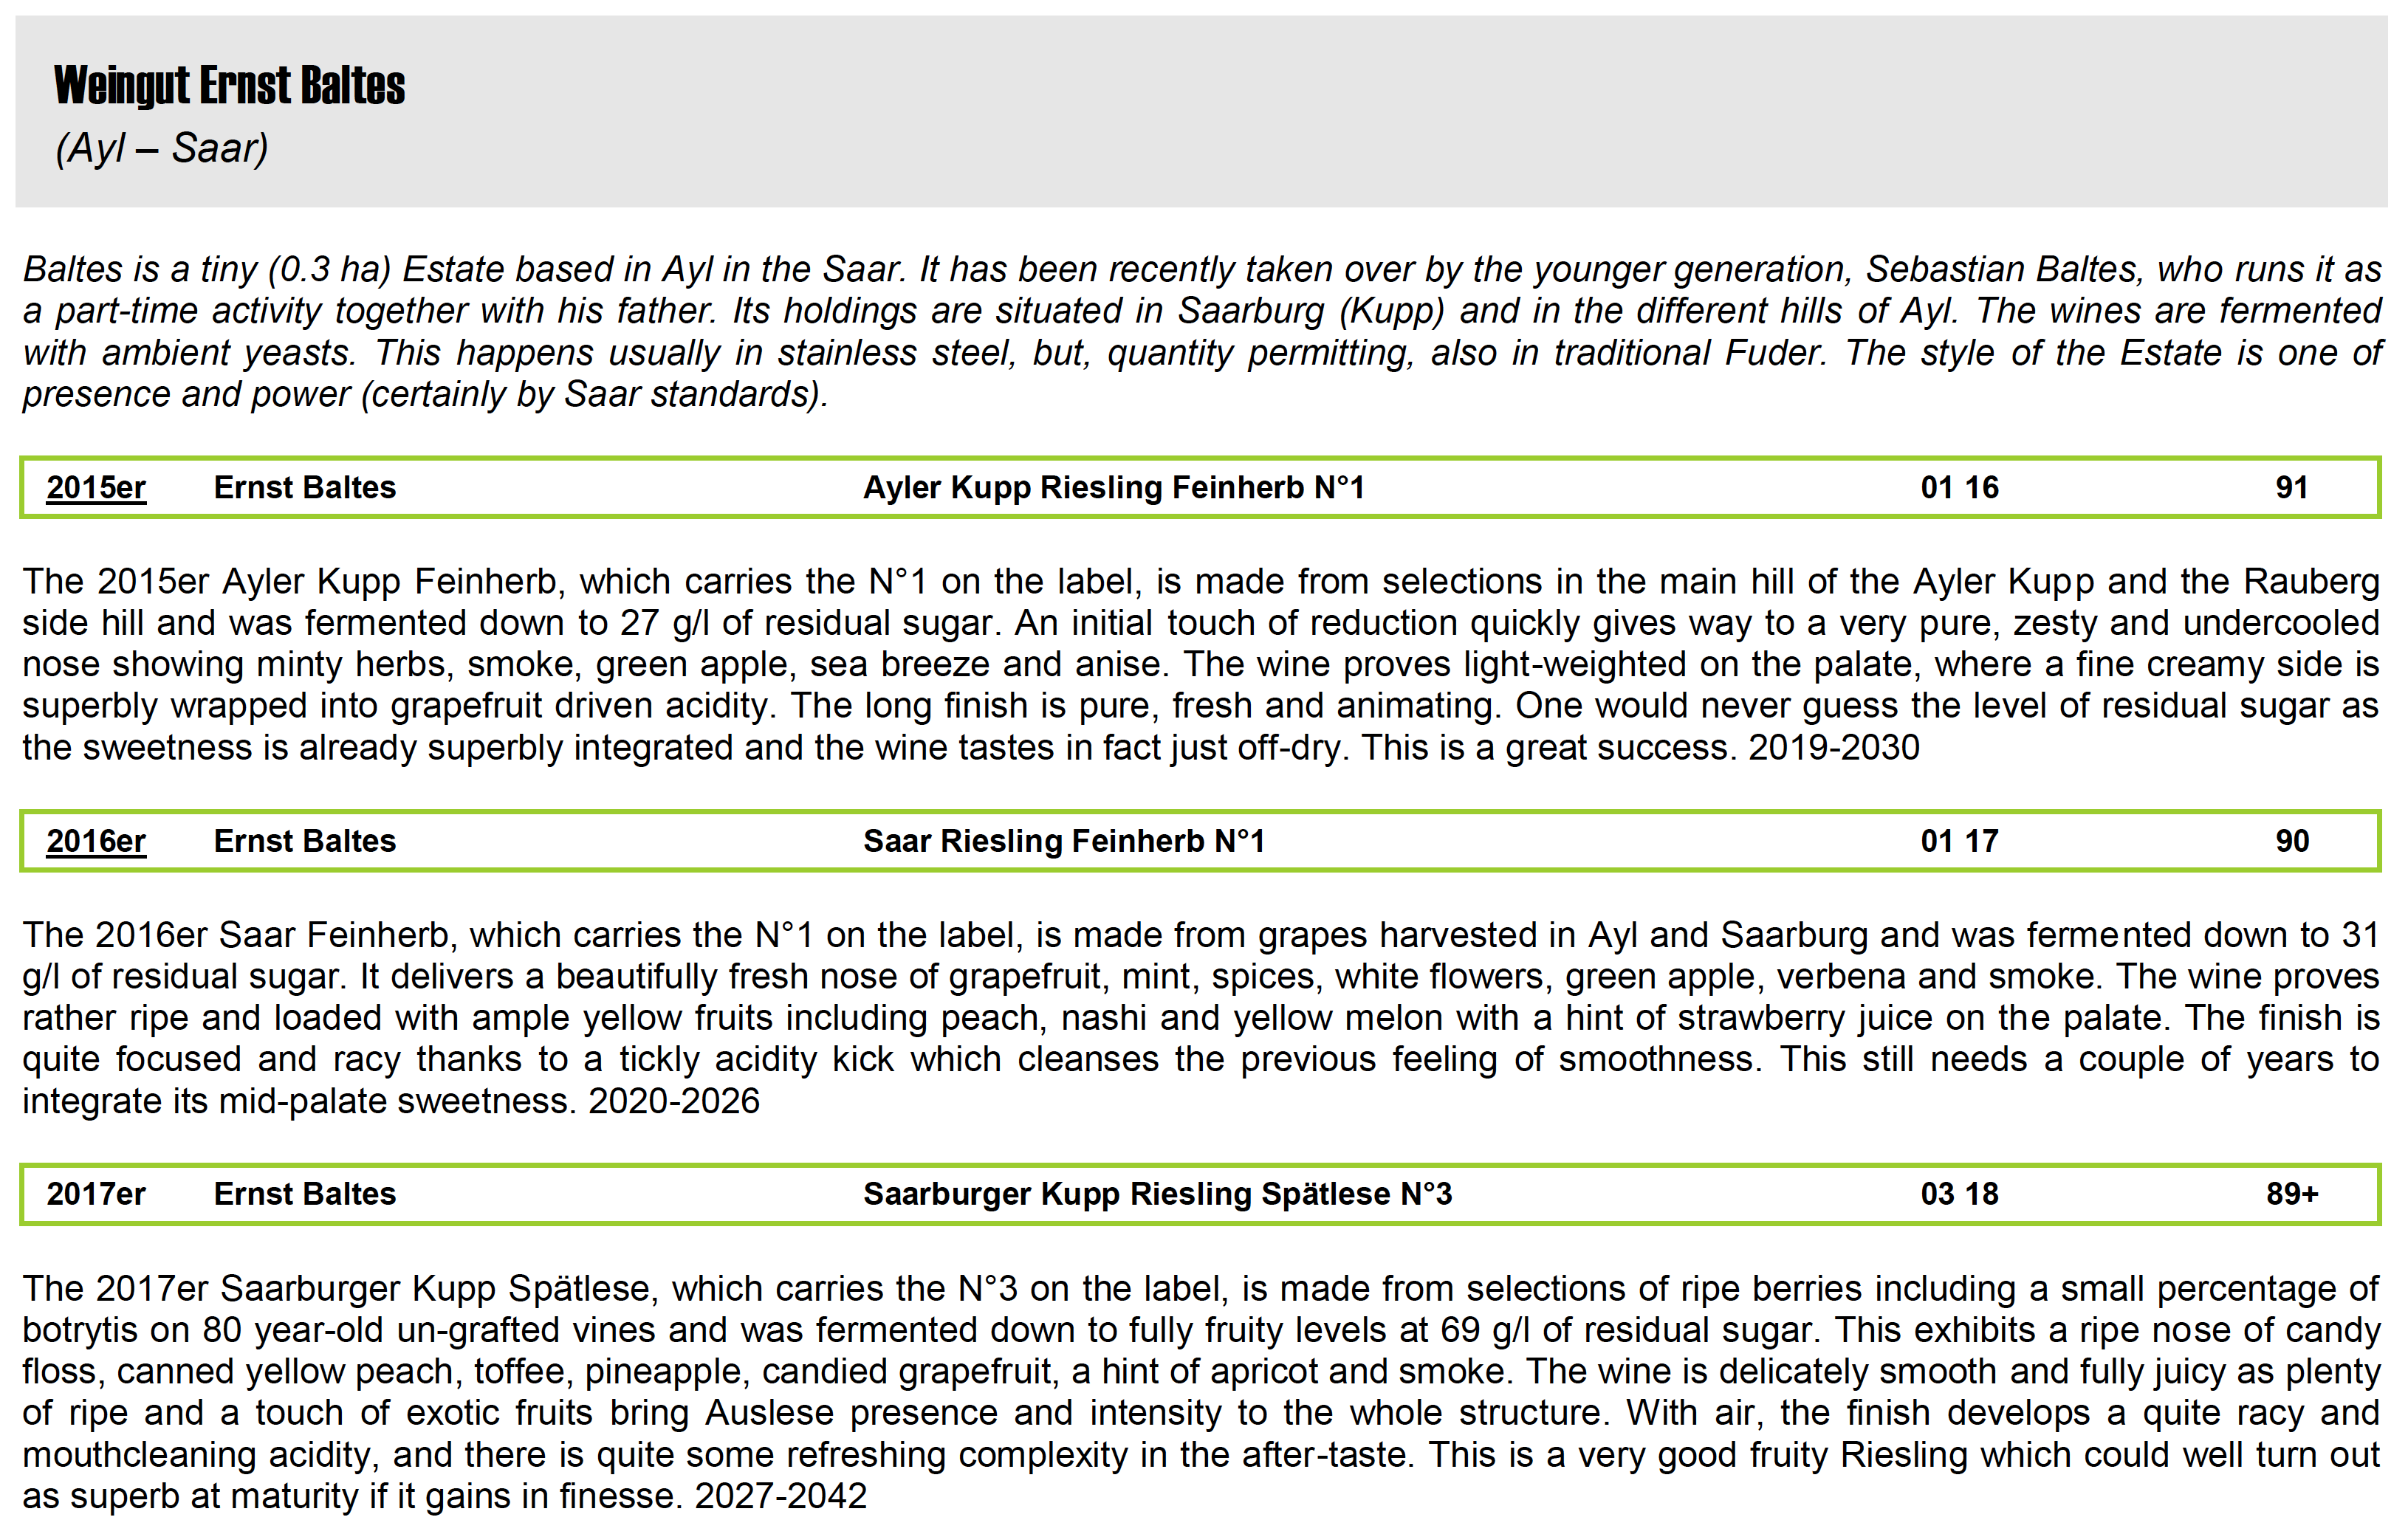 Weingut Ernst Baltes
(Ayl – Saar)
Baltes is a tiny (0.3 ha) Estate based in Ayl in the Saar. It has been recently taken over by the younger generation, Sebastian Baltes, who runs it as
a part-time activity together with his father. Its holdings are situated in Saarburg (Kupp) and in the different hills of Ayl. The wines are fermented
with ambient yeasts. This happens usually in stainless steel, but, quantity permitting, also in traditional Fuder. The style of the Estate is one of
presence and power (certainly by Saar standards).
2015er Ernst Baltes Ayler Kupp Riesling Feinherb N°1 01 16 91
The 2015er Ayler Kupp Feinherb, which carries the N°1 on the label, is made from selections in the main hill of the Ayler Kupp and the Rauberg
side hill and was fermented down to 27 g/l of residual sugar. An initial touch of reduction quickly gives way to a very pure, zesty and undercooled
nose showing minty herbs, smoke, green apple, sea breeze and anise. The wine proves light-weighted on the palate, where a fine creamy side is
superbly wrapped into grapefruit driven acidity. The long finish is pure, fresh and animating. One would never guess the level of residual sugar as
the sweetness is already superbly integrated and the wine tastes in fact just off-dry. This is a great success. 2019-2030
2016er Ernst Baltes Saar Riesling Feinherb N°1 01 17 90
The 2016er Saar Feinherb, which carries the N°1 on the label, is made from grapes harvested in Ayl and Saarburg and was fermented down to 31
g/l of residual sugar. It delivers a beautifully fresh nose of grapefruit, mint, spices, white flowers, green apple, verbena and smoke. The wine proves
rather ripe and loaded with ample yellow fruits including peach, nashi and yellow melon with a hint of strawberry juice on the palate. The finish is
quite focused and racy thanks to a tickly acidity kick which cleanses the previous feeling of smoothness. This still needs a couple of years to
integrate its mid-palate sweetness. 2020-2026
2017er Ernst Baltes Saarburger Kupp Riesling Spätlese N°3 03 18 89+
The 2017er Saarburger Kupp Spätlese, which carries the N°3 on the label, is made from selections of ripe berries including a small percentage of
botrytis on 80 year-old un-grafted vines and was fermented down to fully fruity levels at 69 g/l of residual sugar. This exhibits a ripe nose of candy
floss, canned yellow peach, toffee, pineapple, candied grapefruit, a hint of apricot and smoke. The wine is delicately smooth and fully juicy as plenty
of ripe and a touch of exotic fruits bring Auslese presence and intensity to the whole structure. With air, the finish develops a quite racy and
mouthcleaning acidity, and there is quite some refreshing complexity in the after-taste. This is a very good fruity Riesling which could well turn out
as superb at maturity if it gains in finesse. 2027-2042